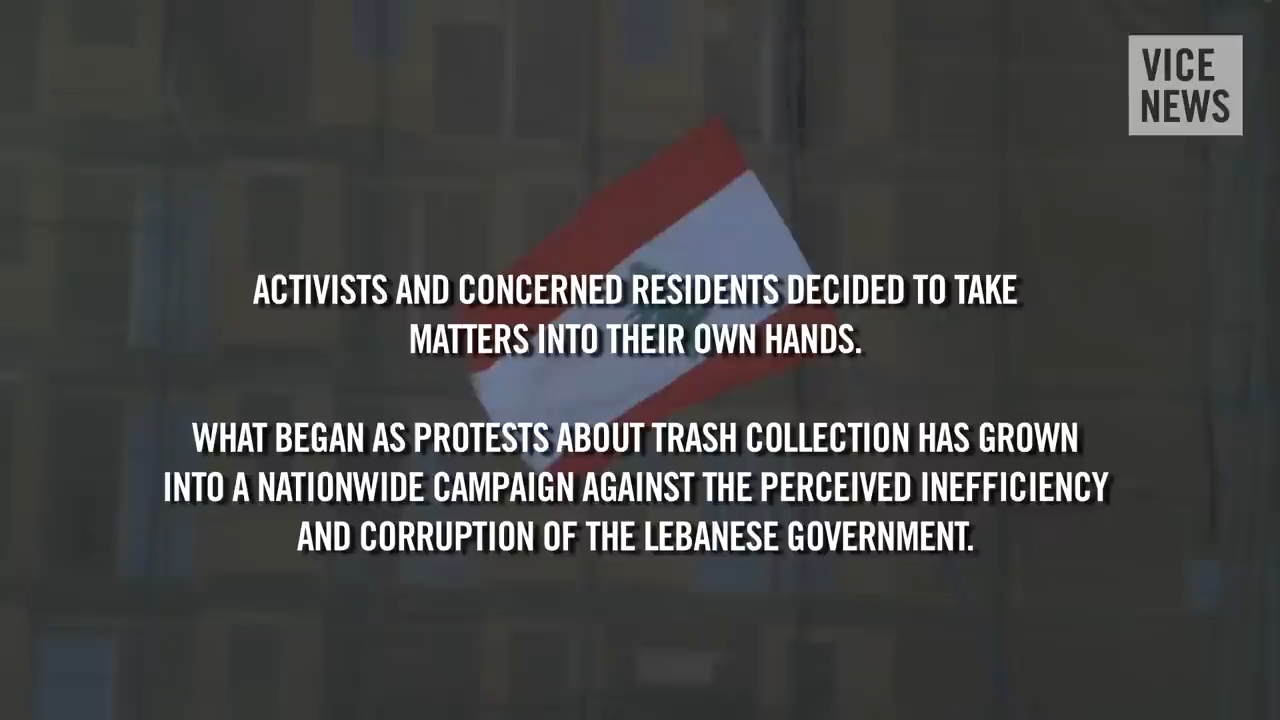 VICE
NEWS
ACTIVISTS AND CONCERNED RESIDENTS DECIDED TO TAKE
MATTERS INTO THEIR OWN HANDS.
WHAT BEGAN AS PROTESTS ABOUT TRASH COLLECTION HAS GROWN
INTO A NATIONWIDE CAMPAIGN AGAINST THE PERCEIVED INEFFICIENCY
AND CORRUPTION OF THE LEBANESE GOVERNMENT.